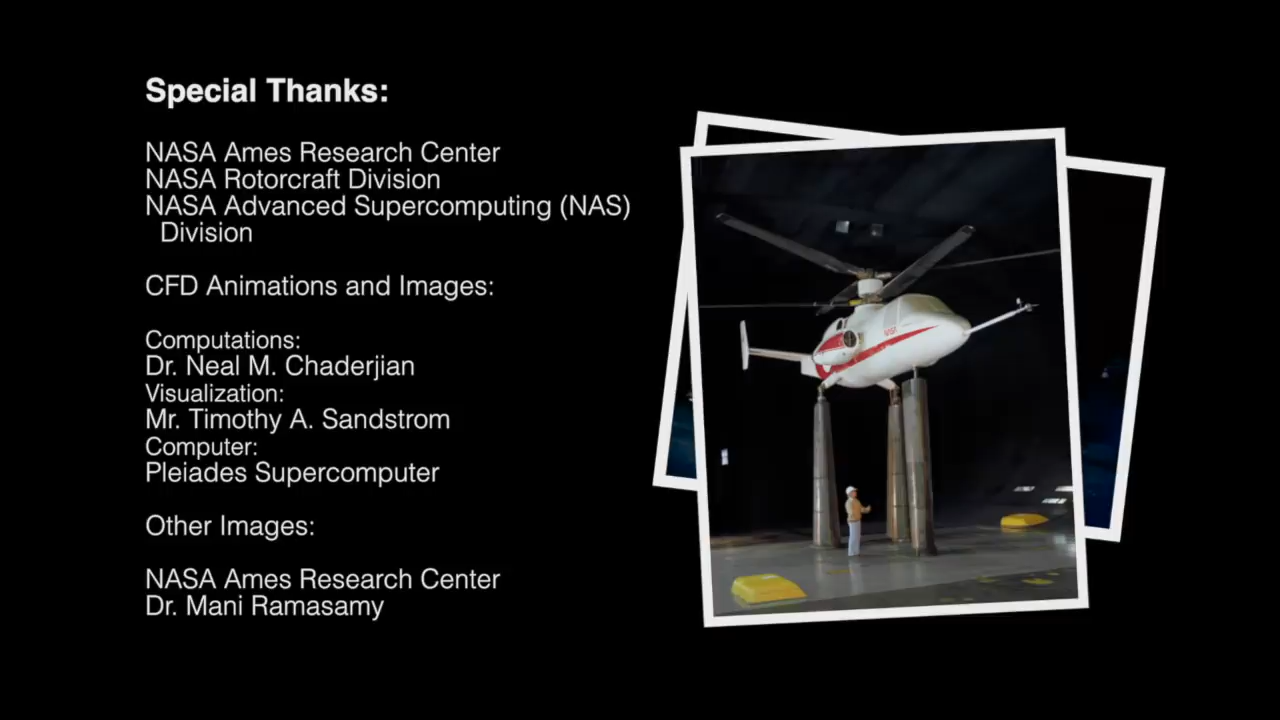 Special Thanks:
NASA Ames Research Center
NASA Rotorcraft Division
NASA Advanced Supercomputing (NAS)
Division
CFD Animations and Images:
Computations:
Dr. Neal M. Chaderjian
Visualization:
Mr. Timothy A. Sandstrom
Computer:
Pleiades Supercomputer
Other Images:
NASA Ames Research Center
Dr. Mani Ramasamy
NASA